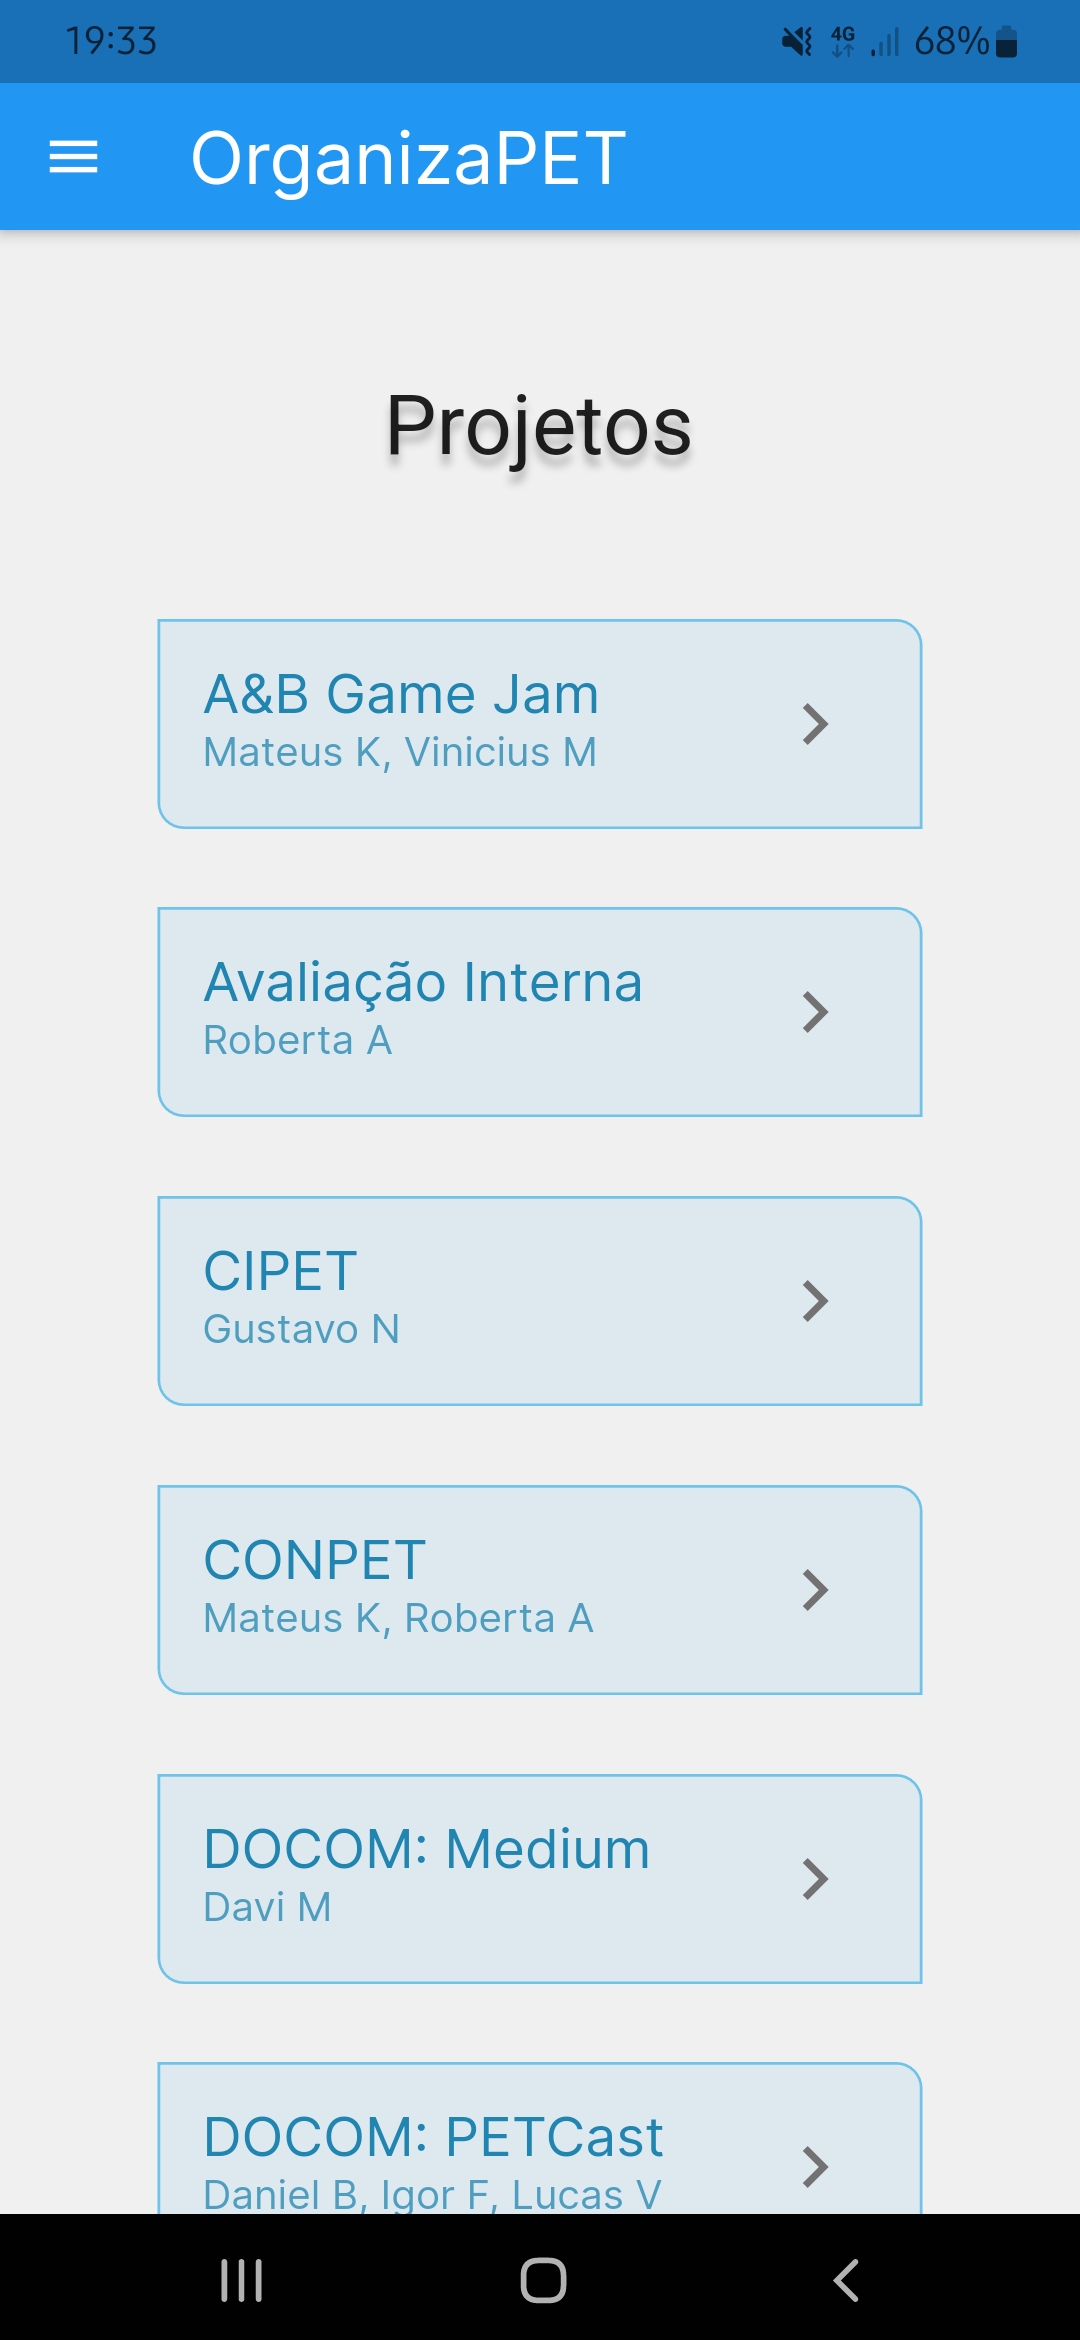 19:33
4G
68%
OrganizaPET
Projetos
A&B Game Jam
Mateus K, Vinicius M
Avaliação Interna
Roberta A
CIPET
Gustavo N
CONPET
Mateus K, Roberta A
DOCOM: Medium
Davi M
DOCOM: PETCast
Daniel B, Igor F, Lucas V